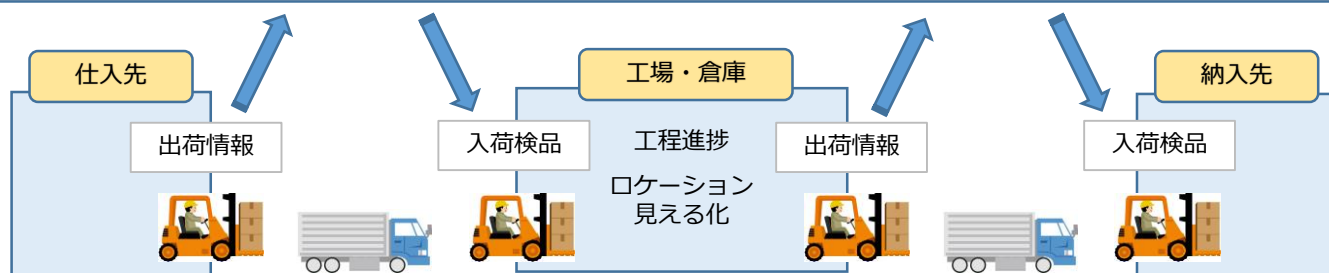 仕入先
工場・倉庫
納入先
出荷情報
入荷検品
工程進捗
出荷情報
入荷検品
ロケーション
見える化